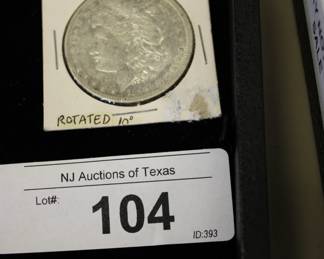 ROTATED 10°
NJ Auctions of Texas
Lot#:
104
ID:393